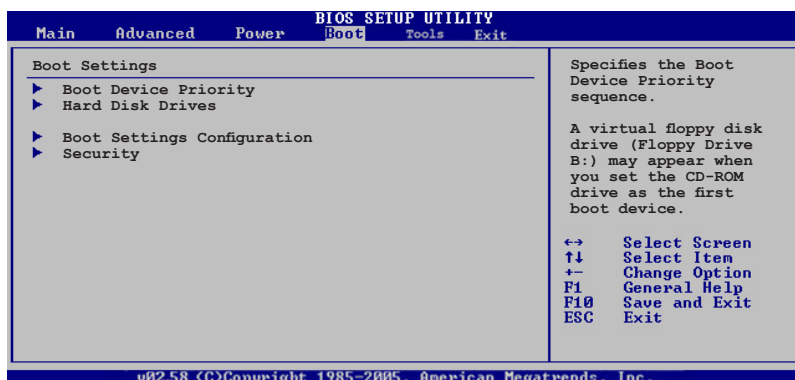 BIOS SETUP UTILITY
Main Advanced Power Boot Tools Exit
Boot Settings
Boot Device Priority
Hard Disk Drives
Boot Settings Configuration
Security
Specifies the Boot
Device Priority
sequence.
A virtual floppy disk
drive (Floppy Drive
B:) may appear when
you set the CD-ROM
drive as the first
boot device.
←→ Select Screen
↑↓ Select Item
+- Change Option
F1 General Help
F10 Save and Exit
ESC Exit
v02.58 (C)Copyright 1985-2005, American Megatrends, Inc.